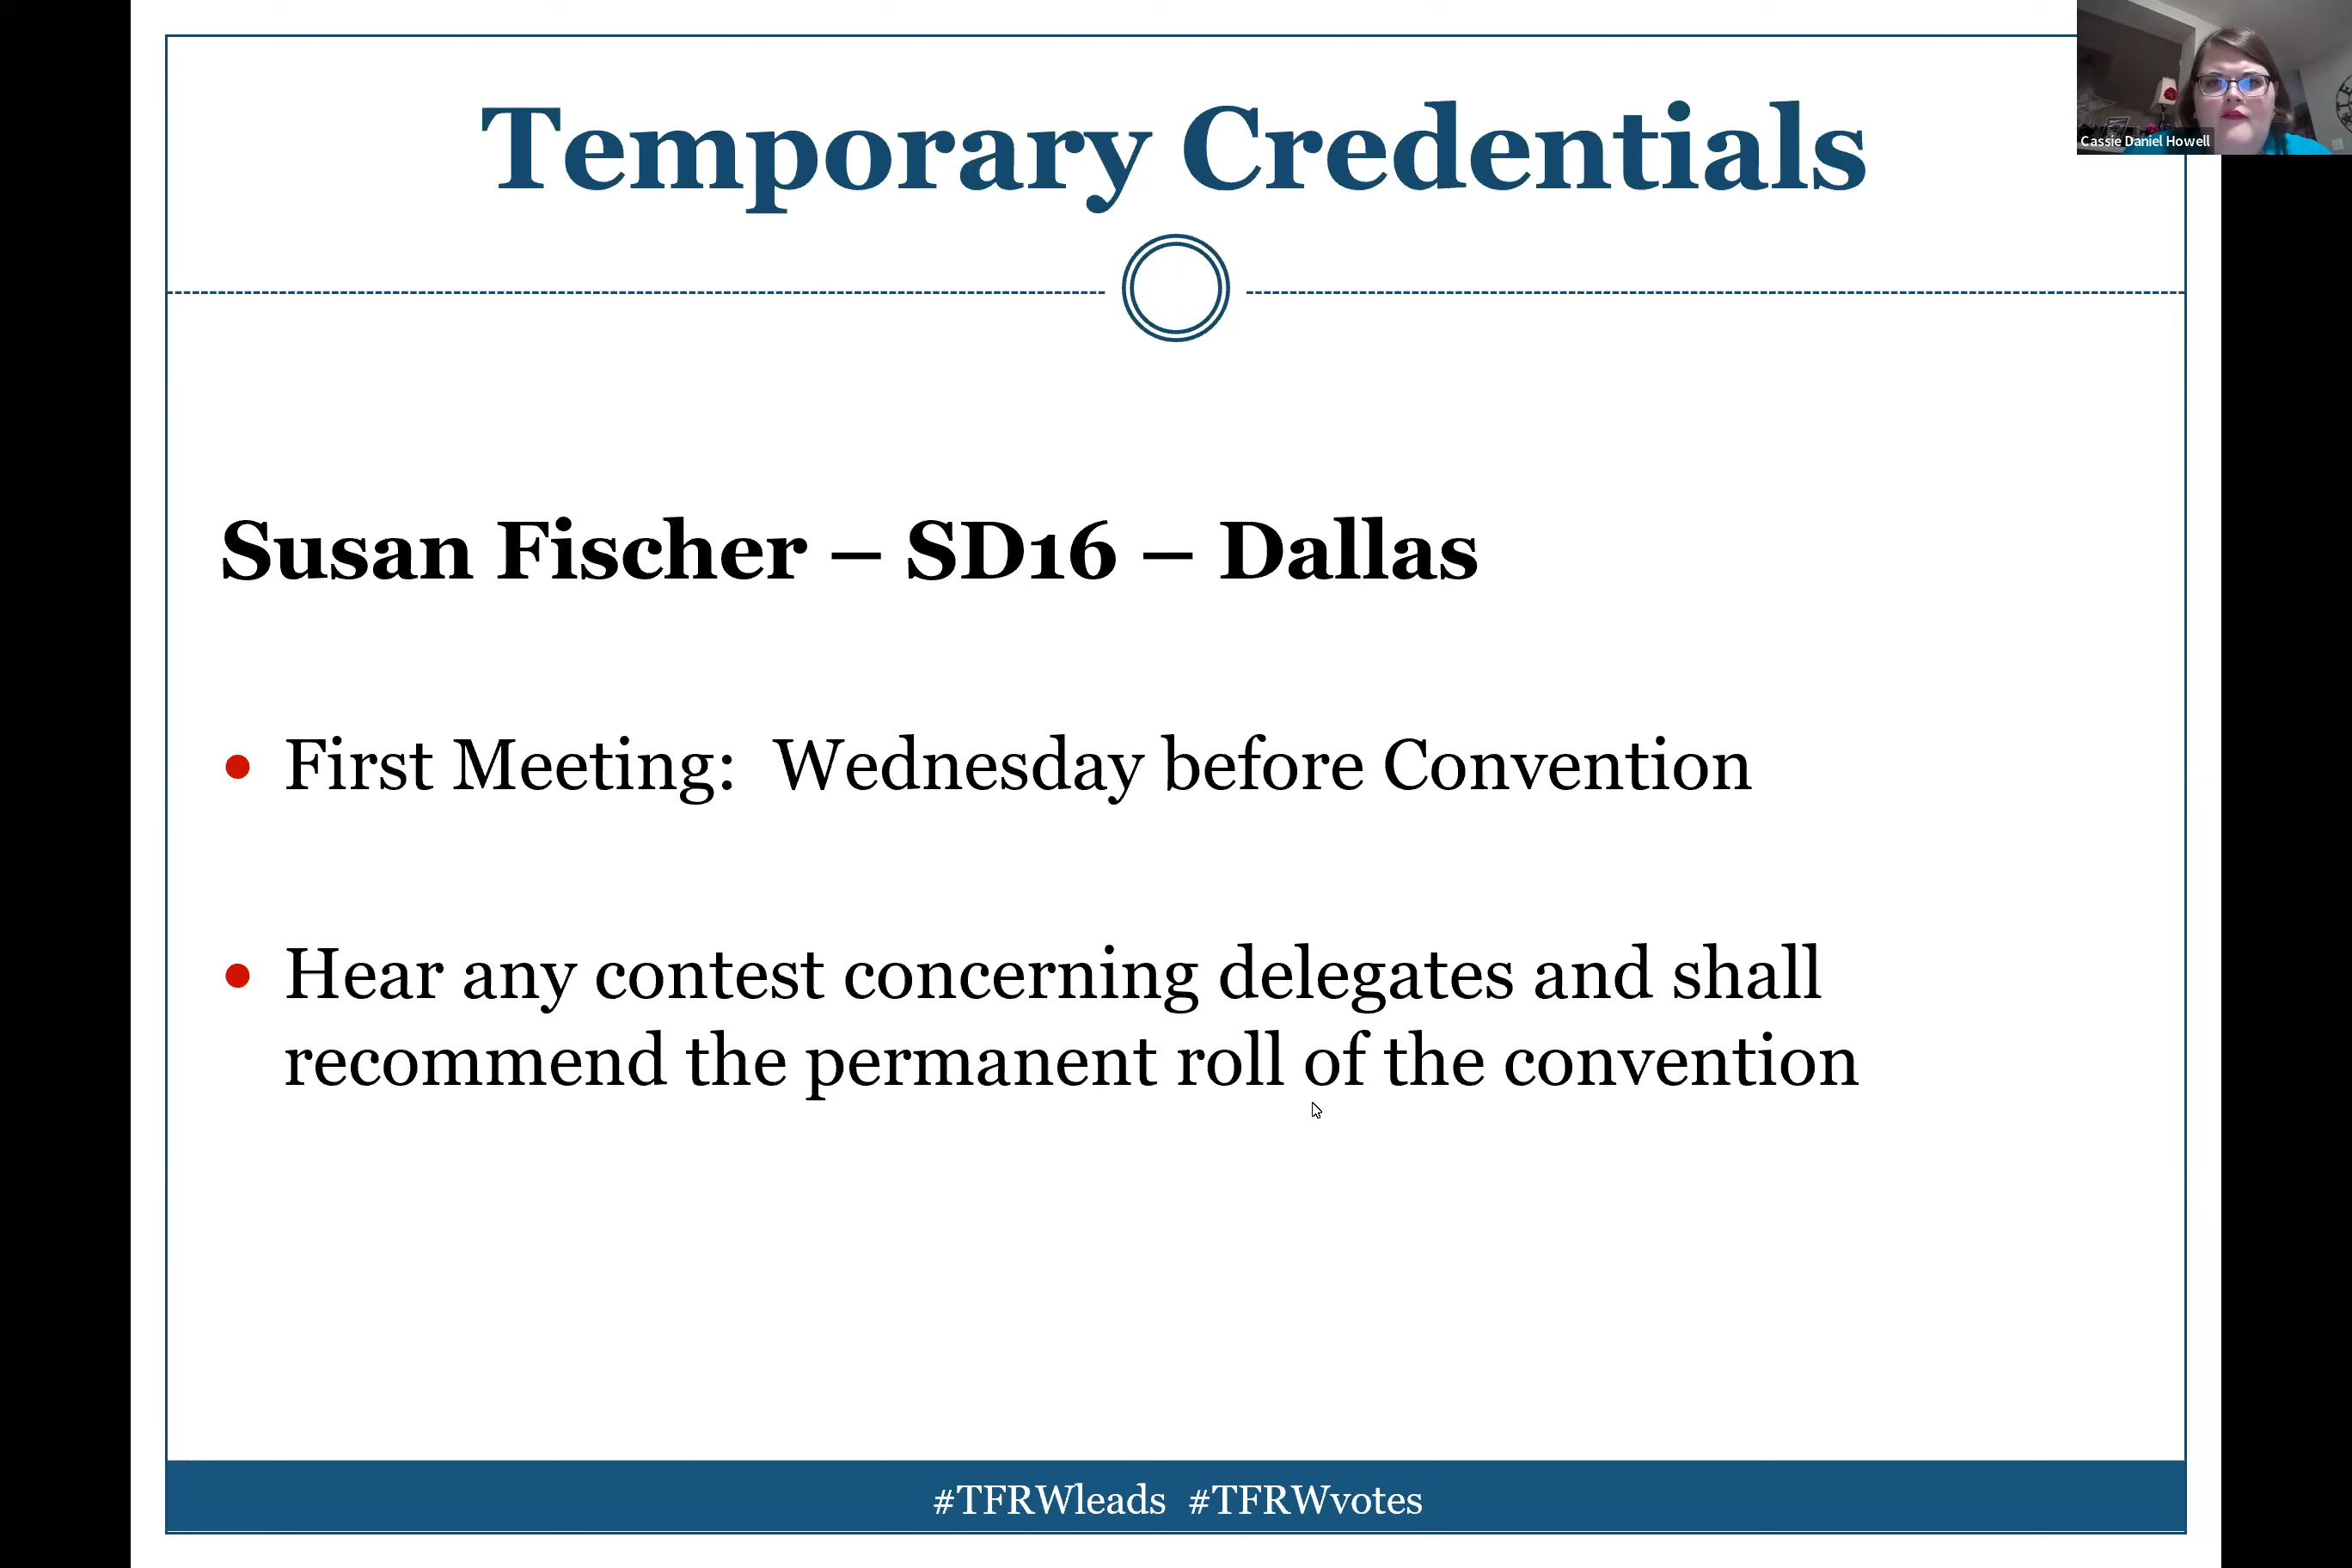 Temporary Credentials
Cassie Daniel Howell
Susan Fischer – SD16 – Dallas
• First Meeting:  Wednesday before Convention
• Hear any contest concerning delegates and shall
recommend the permanent roll of the convention
#TFRWleads  #TFRWvotes